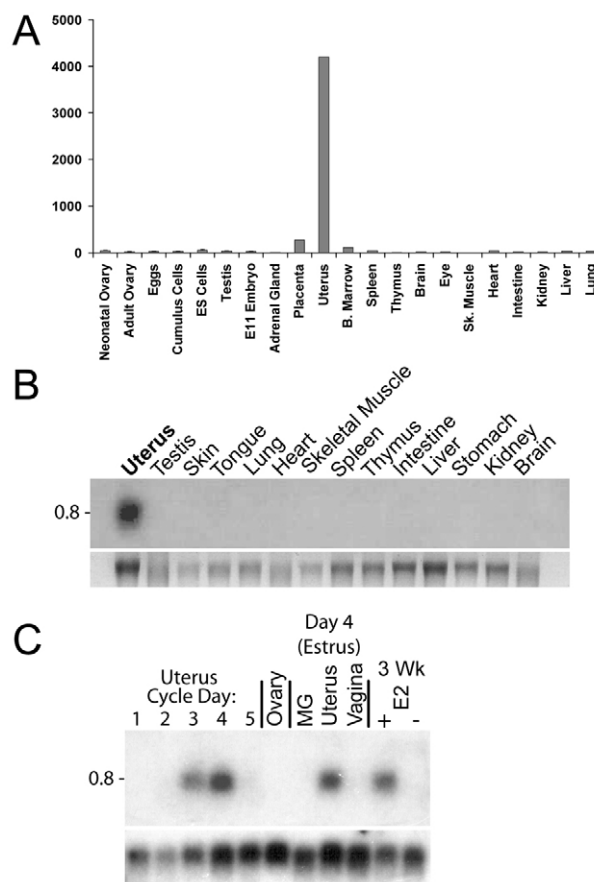 A
5000
4000
3000
2000
1000
0
Neonatal Ovary
Adult Ovary
Eggs
Cumulus Cells
ES Cells
Testis
E11 Embryo
Adrenal Gland
Placenta
Uterus
B. Marrow
Spleen
Thymus
Brain
Eye
Sk. Muscle
Heart
Intestine
Kidney
Liver
Lung
B
Uterus
Testis
Skin
Tongue
Lung
Heart
Skeletal Muscle
Spleen
Thymus
Intestine
Liver
Stomach
Kidney
Brain
0.8 -
C
Day 4
(Estrus)
Uterus
Cycle Day:
1 2 3 4 5
Ovary
MG
Uterus
Vagina
3 Wk
E2
+ -
0.8 -